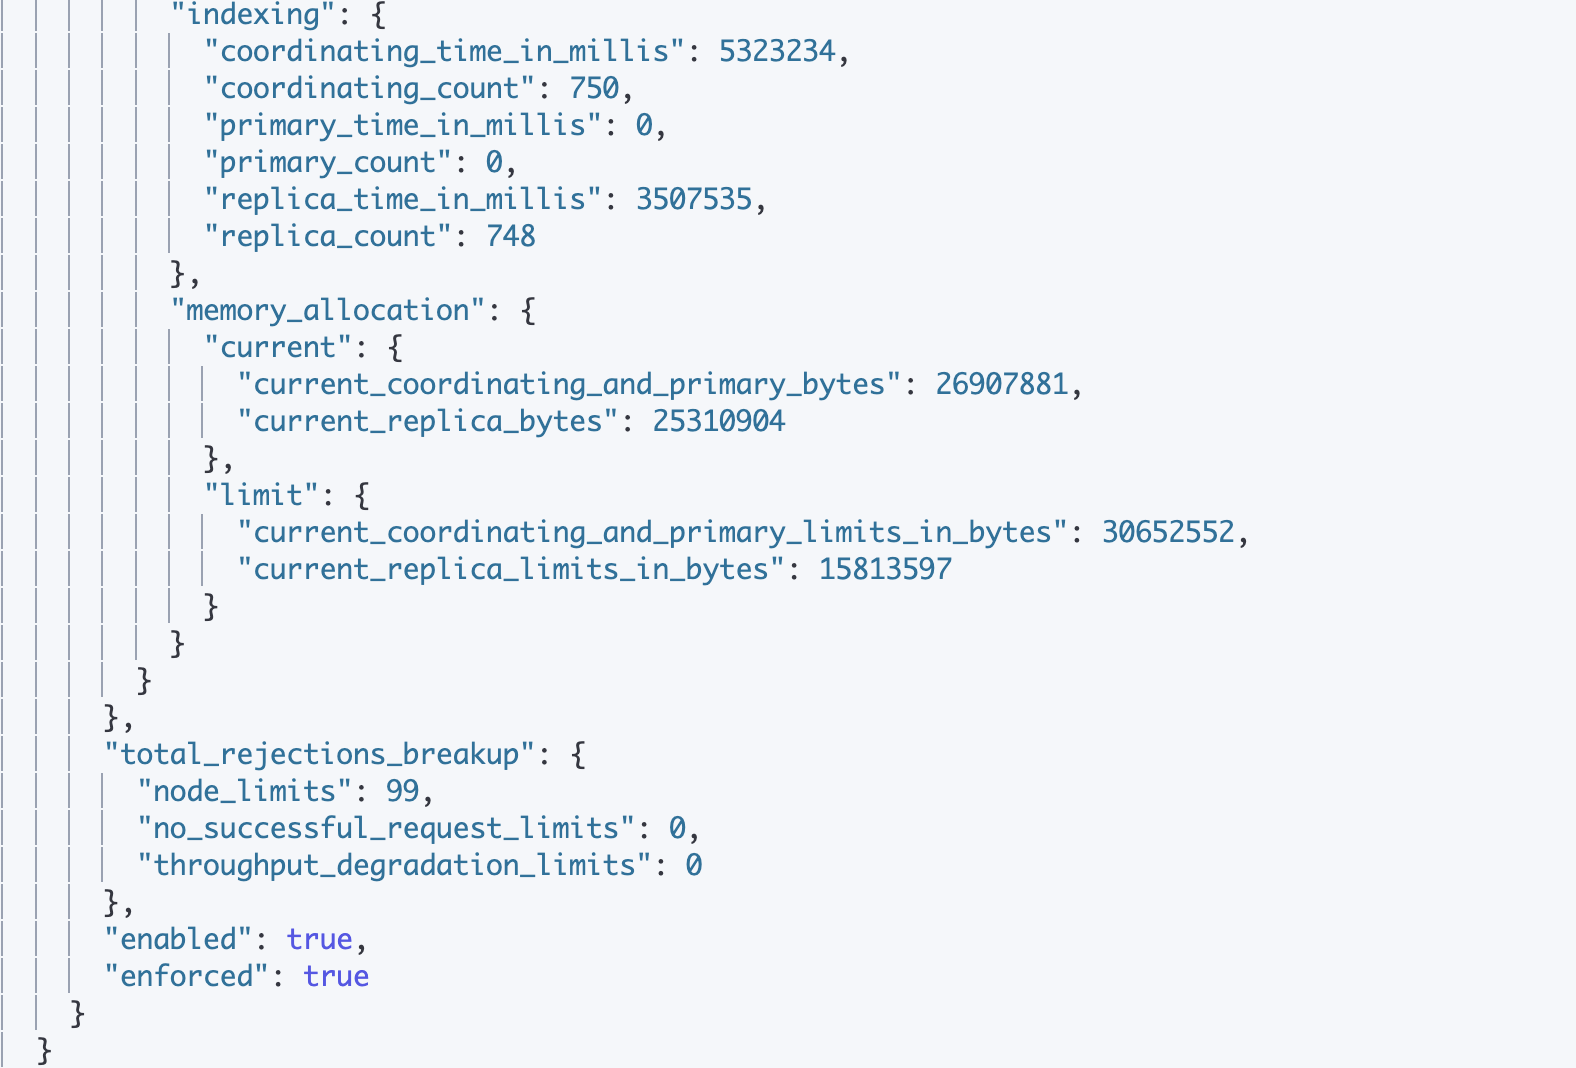 "indexing": {
"coordinating_time_in_millis": 5323234,
"coordinating_count": 750,
"primary_time_in_millis": 0,
"primary_count": 0,
"replica_time_in_millis": 3507535,
"replica_count": 748
},
"memory_allocation": {
"current": {
"current_coordinating_and_primary_bytes": 26907881,
"current_replica_bytes": 25310904
},
"limit": {
"current_coordinating_and_primary_limits_in_bytes": 30652552,
"current_replica_limits_in_bytes": 15813597
}
}
}
},
"total_rejections_breakup": {
"node_limits": 99,
"no_successful_request_limits": 0,
"throughput_degradation_limits": 0
},
"enabled": true,
"enforced": true
}
}